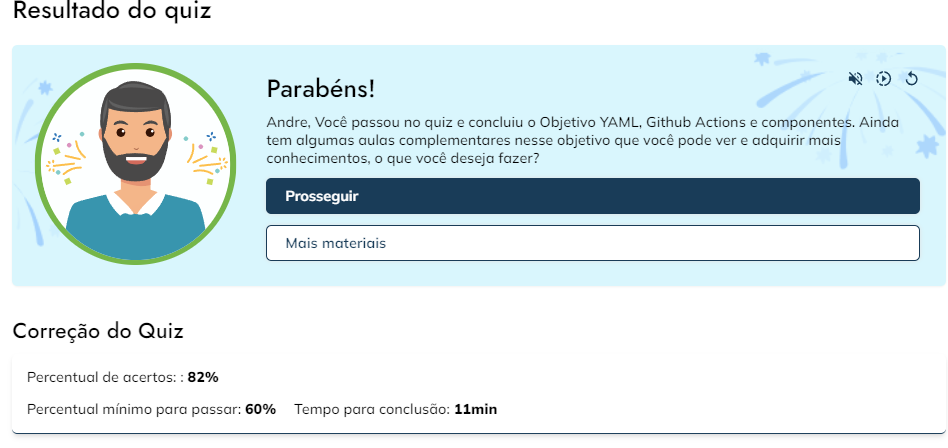 Resultado do quiz
Parabéns!
Andre, Você passou no quiz e concluiu o Objetivo YAML, Github Actions e componentes. Ainda
tem algumas aulas complementares nesse objetivo que você pode ver e adquirir mais
conhecimentos, o que você deseja fazer?
Prosseguir
Mais materiais
Correção do Quiz
Percentual de acertos: : 82%
Percentual mínimo para passar: 60% Tempo para conclusão: 11min